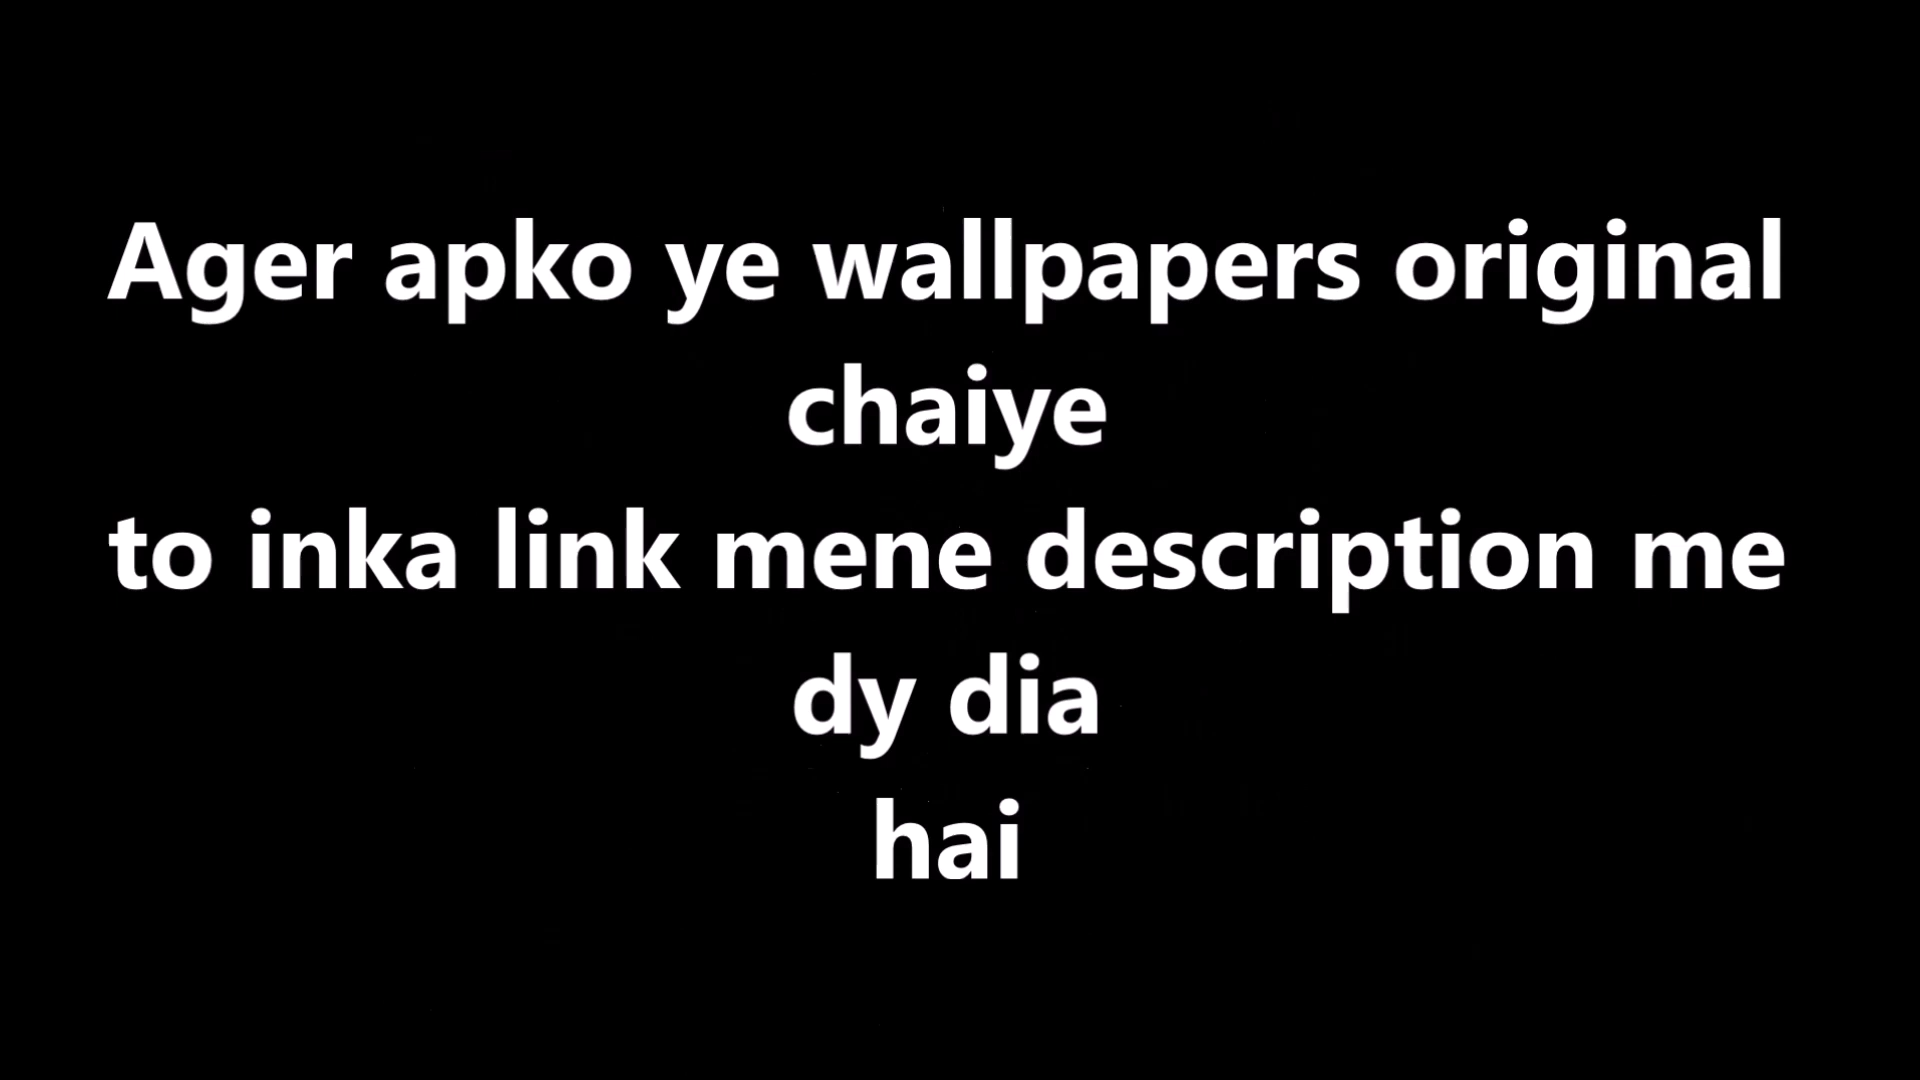 Ager apko ye wallpapers original
chaiye
to inka link mene description me
dy dia
hai